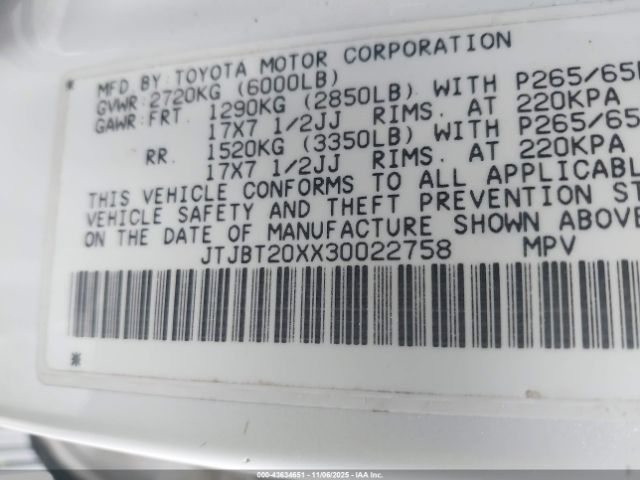 MFD BY:TOYOTA MOTOR CORPORATION
GVWR:2720KG (6000LB)
GAWR:FRT. 1290KG (2850LB) WITH P265/65
17X7 1/2JJ RIMS. AT 220KPA
RR. 1520KG (3350LB) WITH P265/65
17X7 1/2JJ RIMS. AT 220KPA
THIS VEHICLE CONFORMS TO ALL APPLICABL
VEHICLE SAFETY AND THEFT PREVENTION ST
ON THE DATE OF MANUFACTURE SHOWN ABOVE
JTJBT20XX30022758 MPV
000-43634651 - 11/06/2025 - IAA Inc.